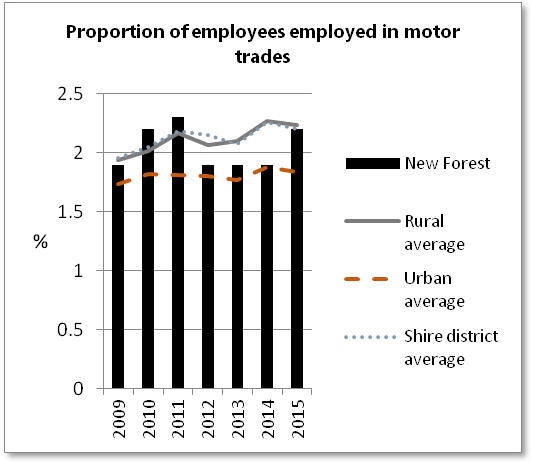 Proportion of employees employed in motor
trades
2.5
2
1.5
1
0.5
0
%
2009
2010
2011
2012
2013
2014
2015
New Forest
Rural
average
Urban
average
Shire district
average